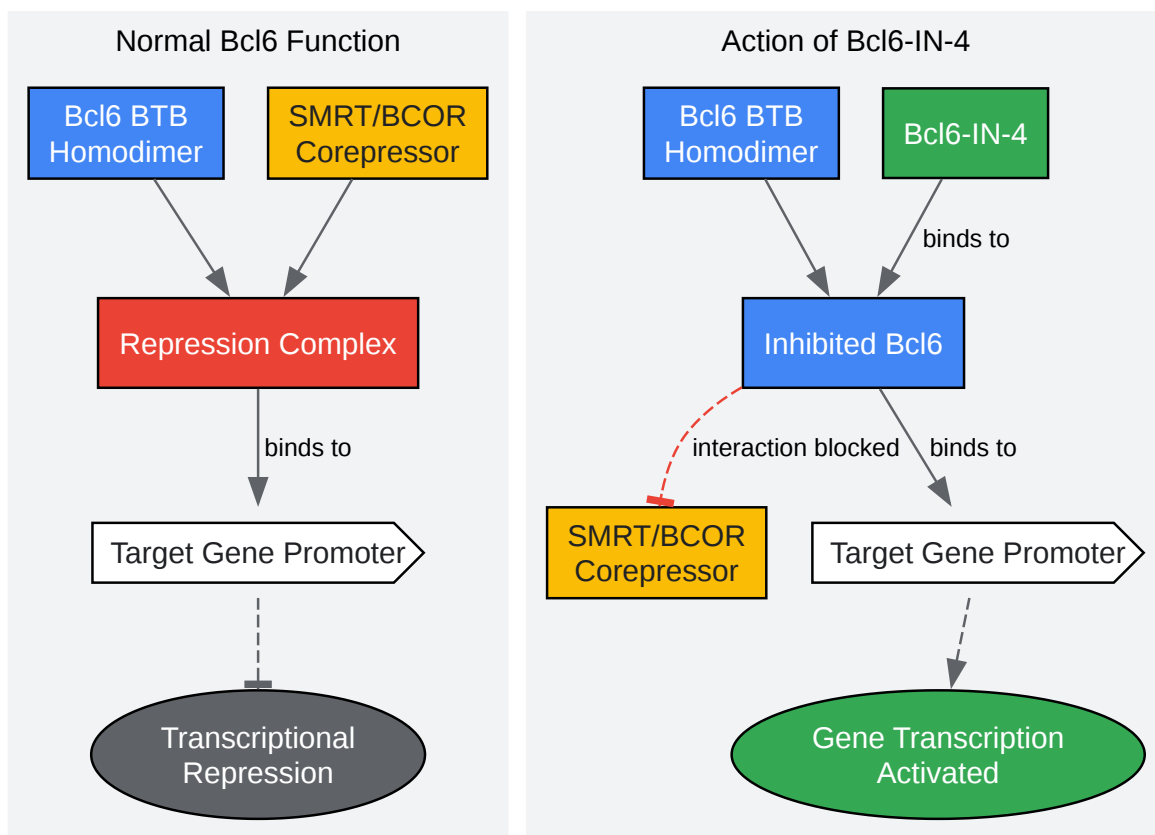 Normal Bcl6 Function
Bcl6 BTB
Homodimer
SMRT/BCOR
Corepressor
Repression Complex
binds to
Target Gene Promoter
Transcriptional
Repression
Action of Bcl6-IN-4
Bcl6 BTB
Homodimer
Bcl6-IN-4
binds to
Inhibited Bcl6
interaction blocked
binds to
SMRT/BCOR
Corepressor
Target Gene Promoter
Gene Transcription
Activated